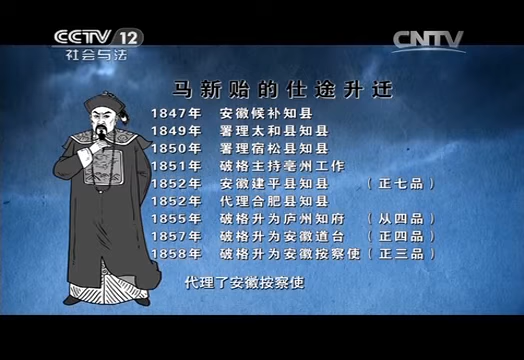 CCTV 12
社会与法
CNTV
马新贻的仕途升迁
1847年 安徽候补知县
1849年 署理太和县知县
1850年 署理宿松县知县
1851年 破格主持亳州工作
1852年 安徽建平县知县 （正七品）
1852年 代理合肥县知县
1855年 破格升为庐州知府 （从四品）
1857年 破格升为安徽道台 （正四品）
1858年 破格升为安徽按察使（正三品）
代理了安徽按察使